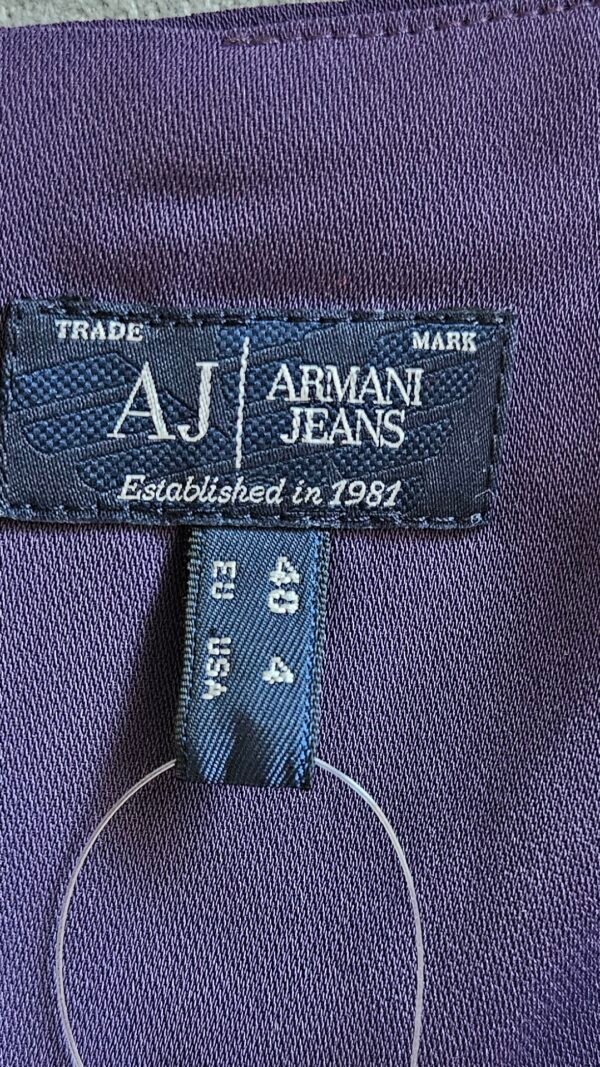 TRADE MARK
AJ ARMANI
JEANS
Established in 1981
40 4
EU USA